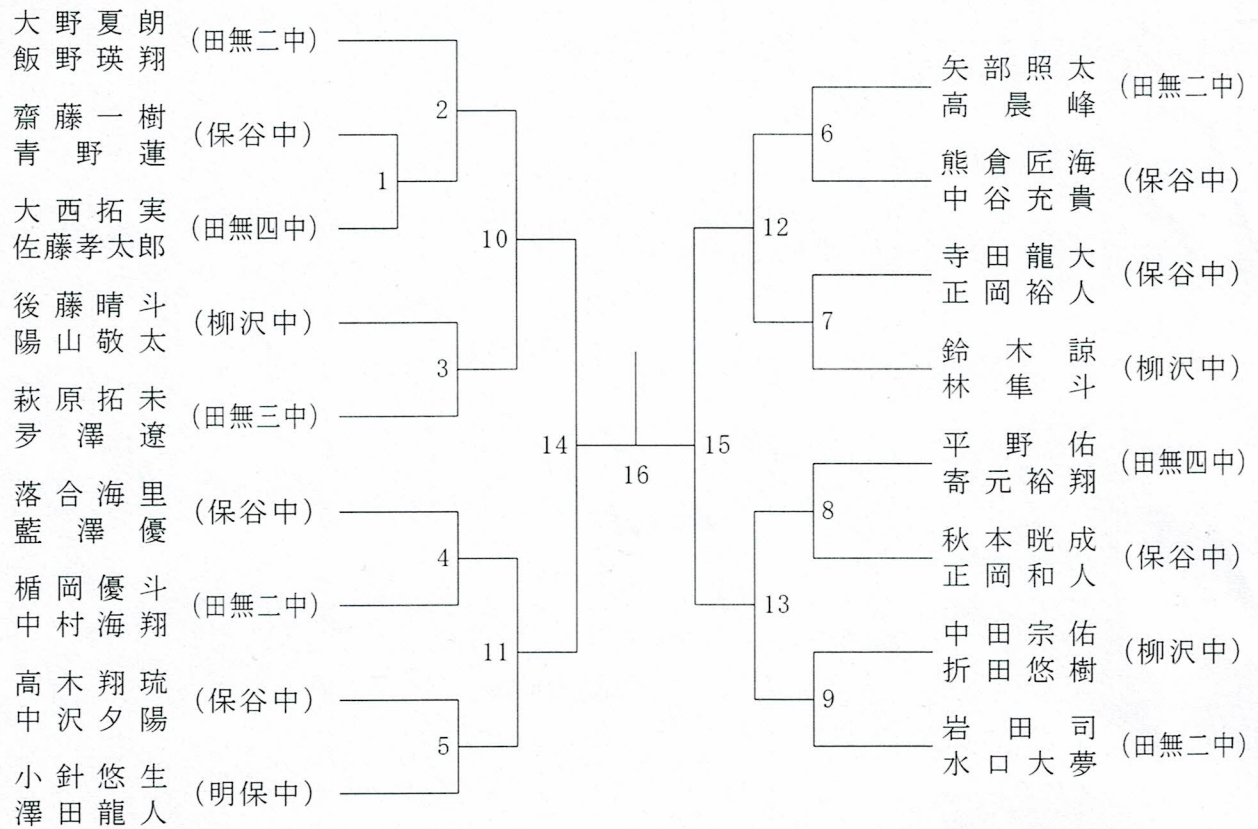 大野夏朗
飯野瑛翔
(田無二中)
齋藤一樹
青野蓮
(保谷中)
大西拓実
佐藤孝太郎
(田無四中)
後藤晴斗
陽山敬太
(柳沢中)
萩原拓未
澤遼
(田無三中)
落合海里
藍澤優
(保谷中)
楯岡優斗
中村海翔
(田無二中)
高木翔琉
中沢夕陽
(保谷中)
小針悠生
澤田龍人
(明保中)
1
2
3
4
5
10
11
14
16
15
12
13
6
7
8
9
矢部照太
高晨峰
(田無二中)
熊倉匠海
中谷充貴
(保谷中)
寺田龍大
正岡裕人
(保谷中)
鈴木諒
林隼斗
(柳沢中)
平野佑
寄元裕翔
(田無四中)
秋本晄成
正岡和人
(保谷中)
中田宗佑
折田悠樹
(柳沢中)
岩田司
水口大夢
(田無二中)